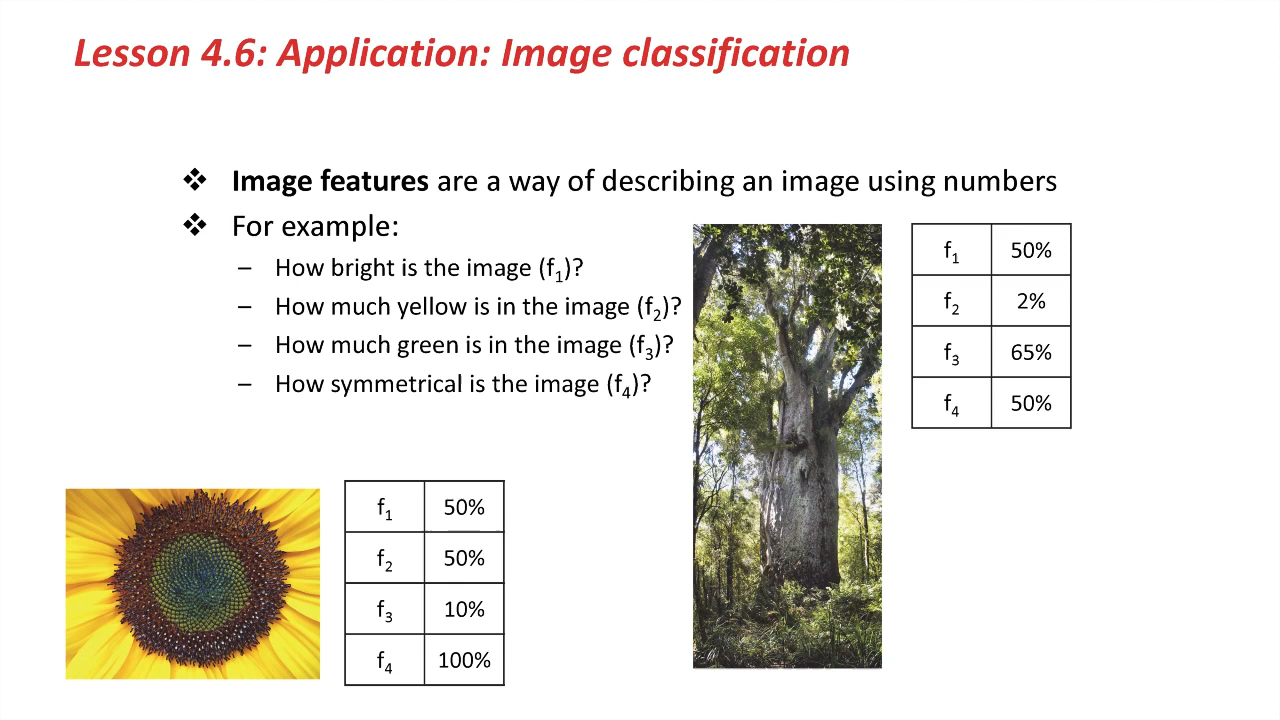 Lesson 4.6: Application: Image classification
❖ Image features are a way of describing an image using numbers
❖ For example:
– How bright is the image (f₁)?
– How much yellow is in the image (f₂)?
– How much green is in the image (f₃)?
– How symmetrical is the image (f₄)?
f₁ 50%
f₂ 2%
f₃ 65%
f₄ 50%
f₁ 50%
f₂ 50%
f₃ 10%
f₄ 100%